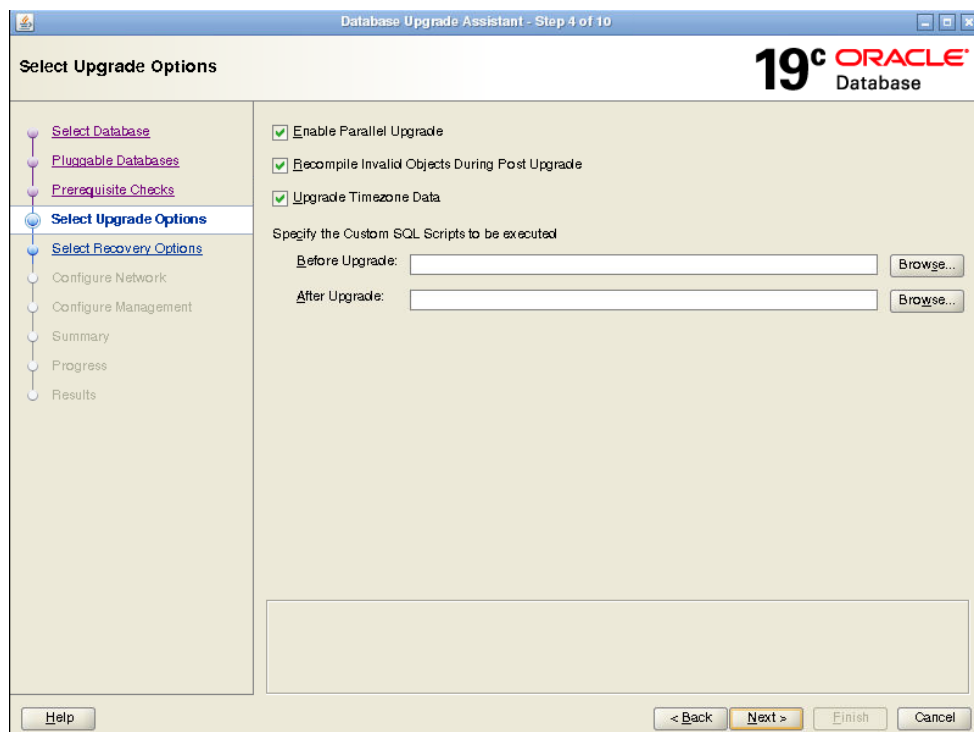 Database Upgrade Assistant - Step 4 of 10
Select Upgrade Options
19c ORACLE
Database
Select Database
Pluggable Databases
Prerequisite Checks
Select Upgrade Options
Select Recovery Options
Configure Network
Configure Management
Summary
Progress
Results
Enable Parallel Upgrade
Recompile Invalid Objects During Post Upgrade
Upgrade Timezone Data
Specify the Custom SQL Scripts to be executed
Before Upgrade: Browse...
After Upgrade: Browse...
Help < Back Next > Finish Cancel